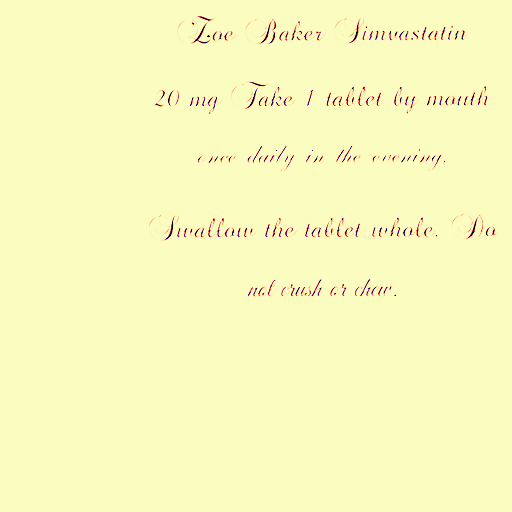 Zoe Baker Simvastatin
20 mg Take 1 tablet by mouth
once daily in the evening.
Swallow the tablet whole. Do
not crush or chew.